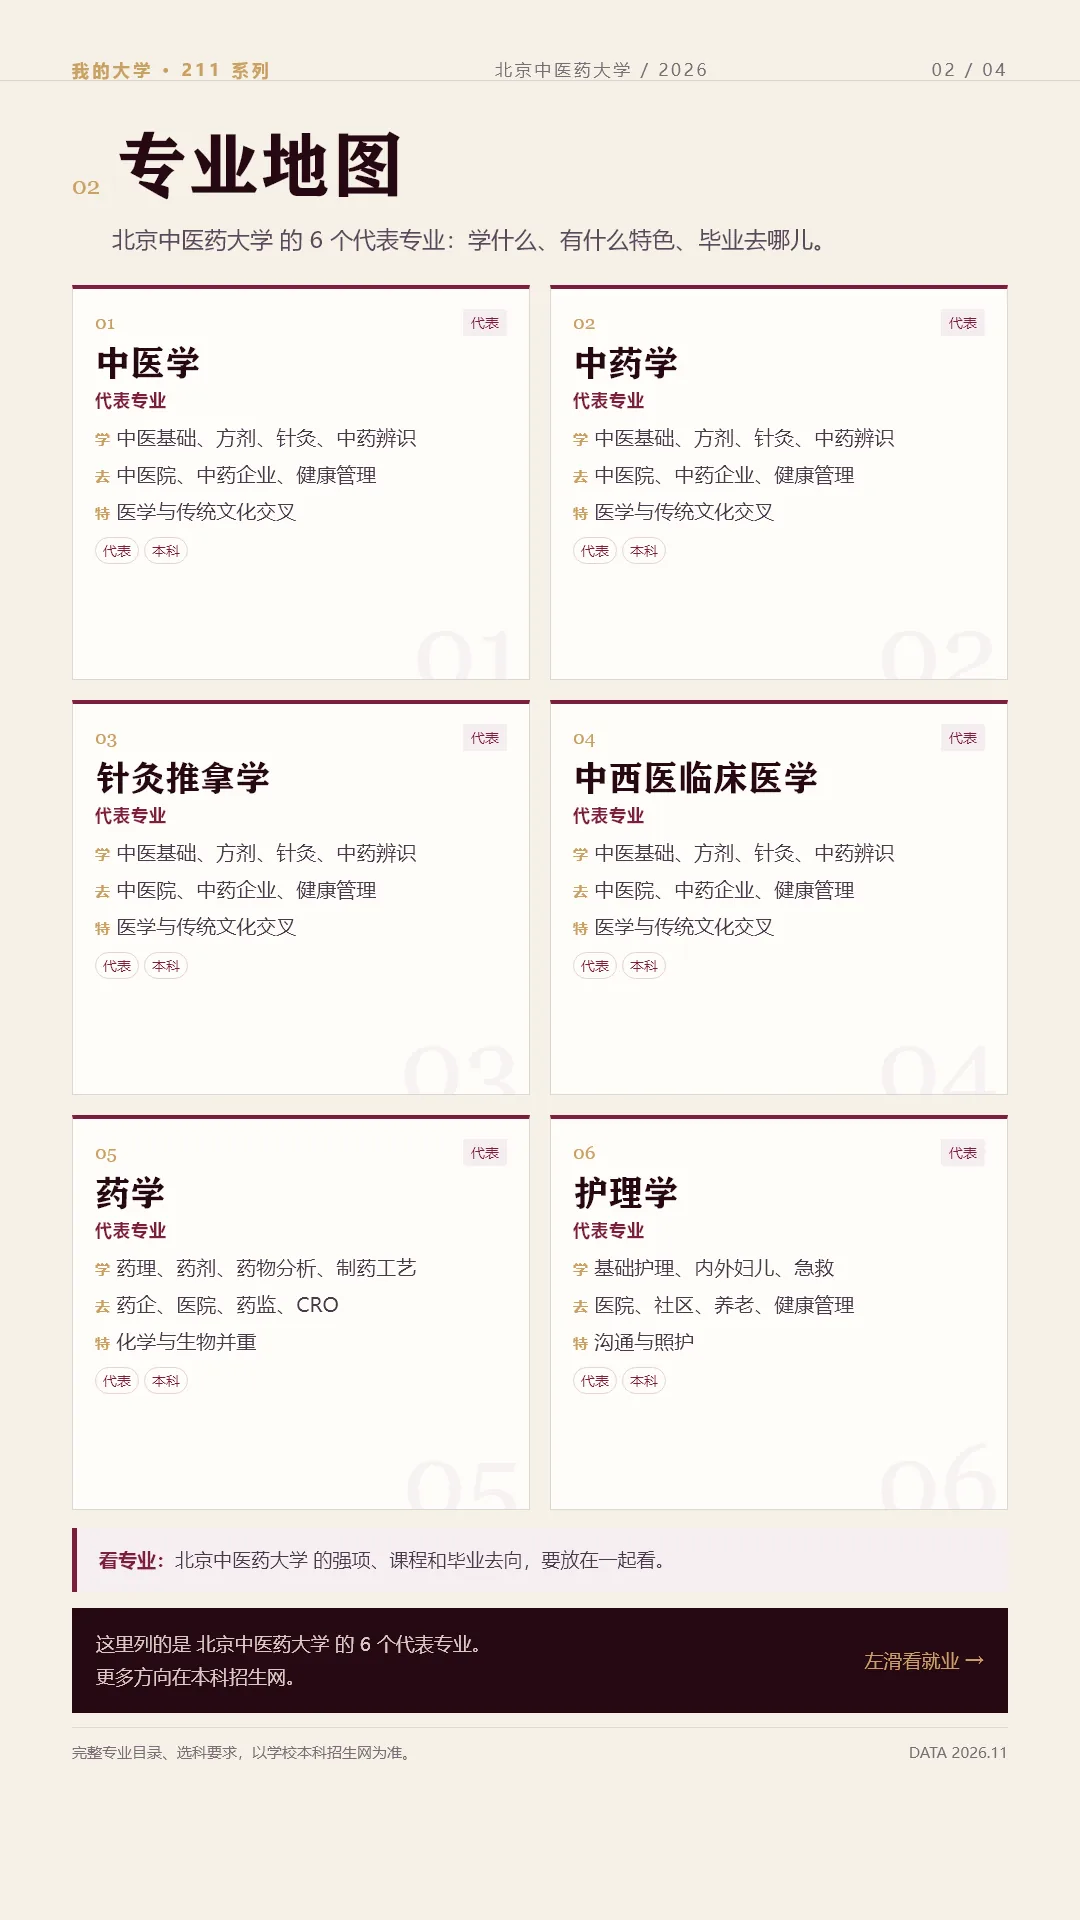 我的大学 · 211 系列
北京中医药大学 / 2026
02 / 04
02 专业地图
北京中医药大学 的 6 个代表专业：学什么、有什么特色、毕业去哪儿。
01 代表
中医学
代表专业
学 中医基础、方剂、针灸、中药辨识
去 中医院、中药企业、健康管理
特 医学与传统文化交叉
代表 本科
01
02 代表
中药学
代表专业
学 中医基础、方剂、针灸、中药辨识
去 中医院、中药企业、健康管理
特 医学与传统文化交叉
代表 本科
02
03 代表
针灸推拿学
代表专业
学 中医基础、方剂、针灸、中药辨识
去 中医院、中药企业、健康管理
特 医学与传统文化交叉
代表 本科
03
04 代表
中西医临床医学
代表专业
学 中医基础、方剂、针灸、中药辨识
去 中医院、中药企业、健康管理
特 医学与传统文化交叉
代表 本科
04
05 代表
药学
代表专业
学 药理、药剂、药物分析、制药工艺
去 药企、医院、药监、CRO
特 化学与生物并重
代表 本科
05
06 代表
护理学
代表专业
学 基础护理、内外妇儿、急救
去 医院、社区、养老、健康管理
特 沟通与照护
代表 本科
06
看专业：北京中医药大学 的强项、课程和毕业去向，要放在一起看。
这里列的是 北京中医药大学 的 6 个代表专业。
更多方向在本科招生网。
左滑看就业 →
完整专业目录、选科要求，以学校本科招生网为准。
DATA 2026.11